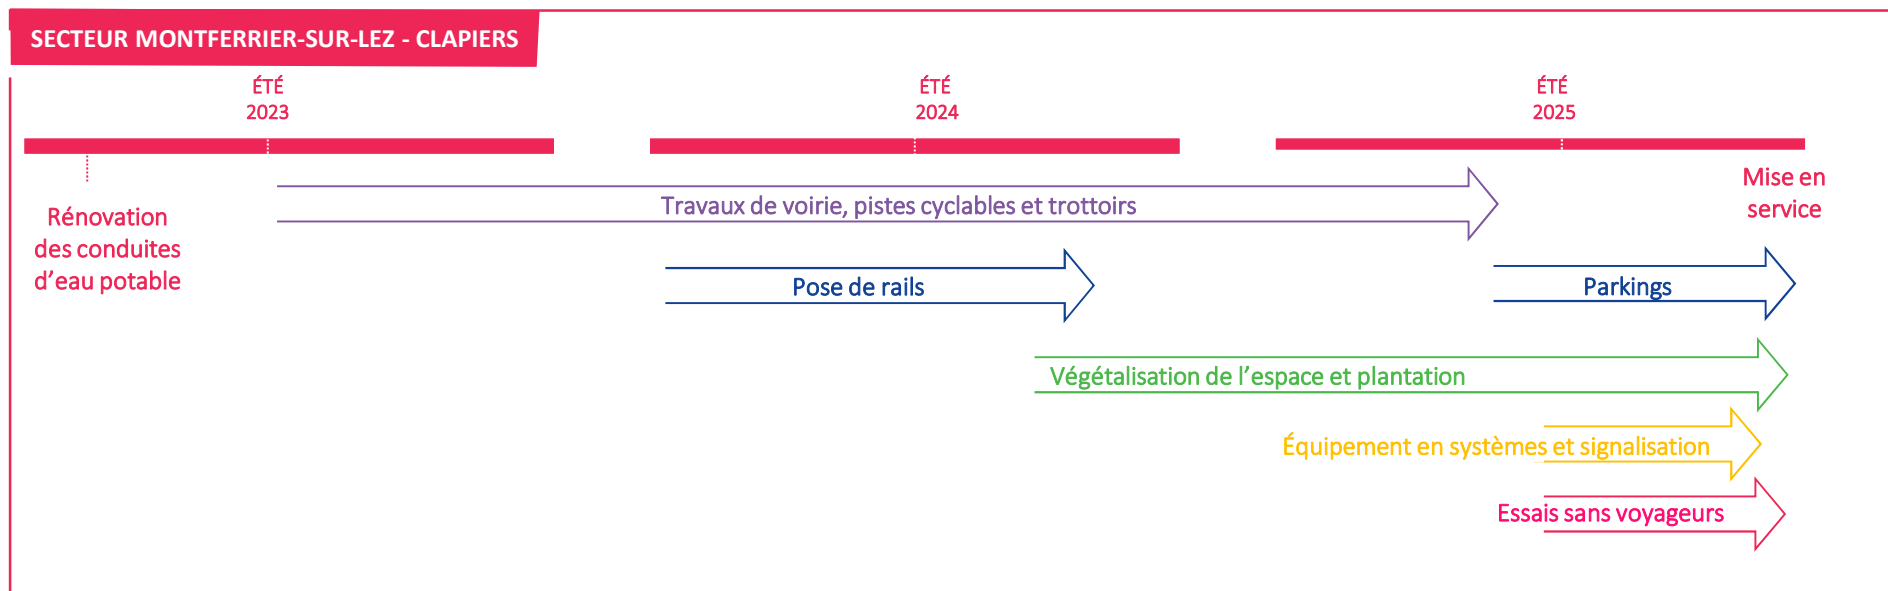 SECTEUR MONTFERRIER-SUR-LEZ - CLAPIERS
ÉTÉ
2023
ÉTÉ
2024
ÉTÉ
2025
Rénovation
des conduites
d’eau potable
Travaux de voirie, pistes cyclables et trottoirs
Mise en
service
Pose de rails
Parkings
Végétalisation de l’espace et plantation
Équipement en systèmes et signalisation
Essais sans voyageurs